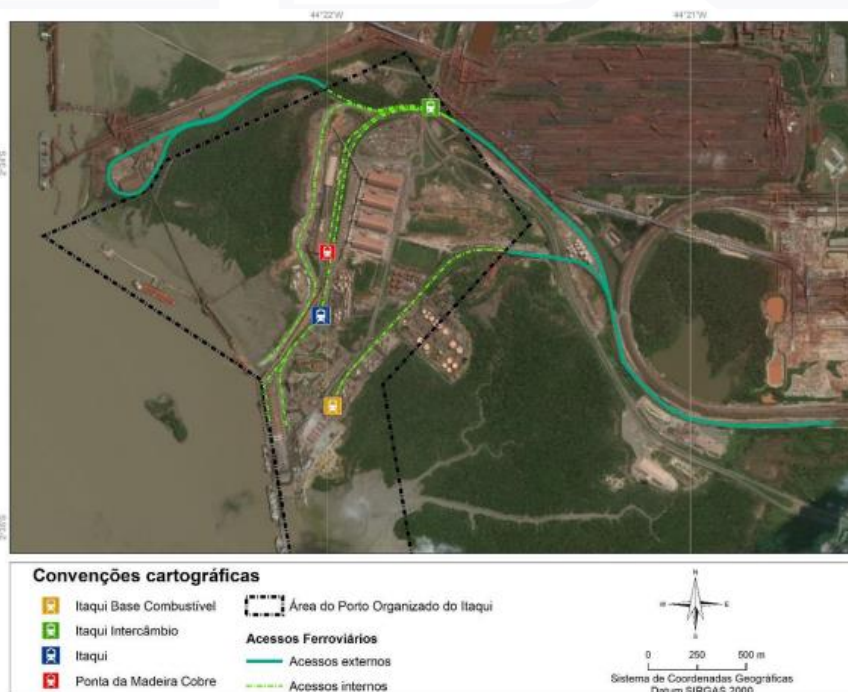 44°22'W
44°21'W
2°34'S
Convenções cartográficas
Itaqui Base Combustível
Itaqui Intercâmbio
Itaqui
Ponta da Madeira Cobre
Área do Porto Organizado do Itaqui
Acessos Ferroviários
Acessos externos
Acessos internos
N
W
E
S
0 250 500 m
Sistema de Coordenadas Geográficas
Datum SIRGAS 2000